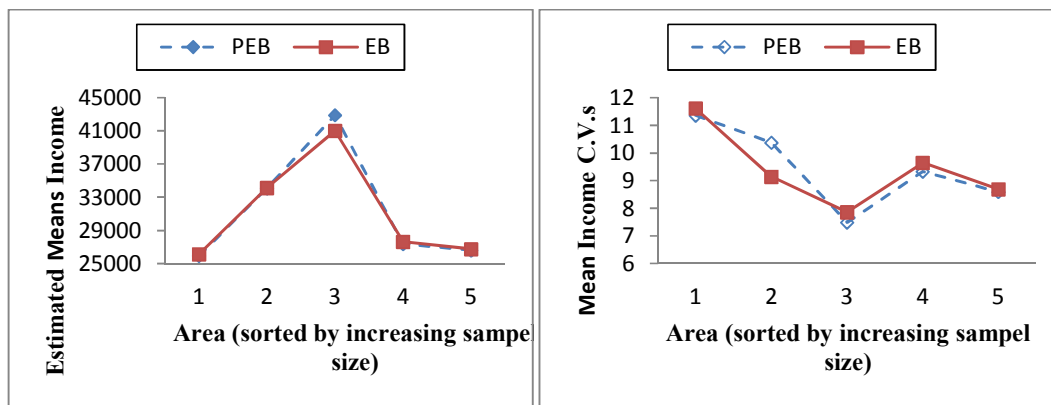 PEB EB
Estimated Means Income
45000
41000
37000
33000
29000
25000
1 2 3 4 5
Area (sorted by increasing sampel
size)
PEB EB
Mean Income C.V.s
12
11
10
9
8
7
6
1 2 3 4 5
Area (sorted by increasing sampel
size)